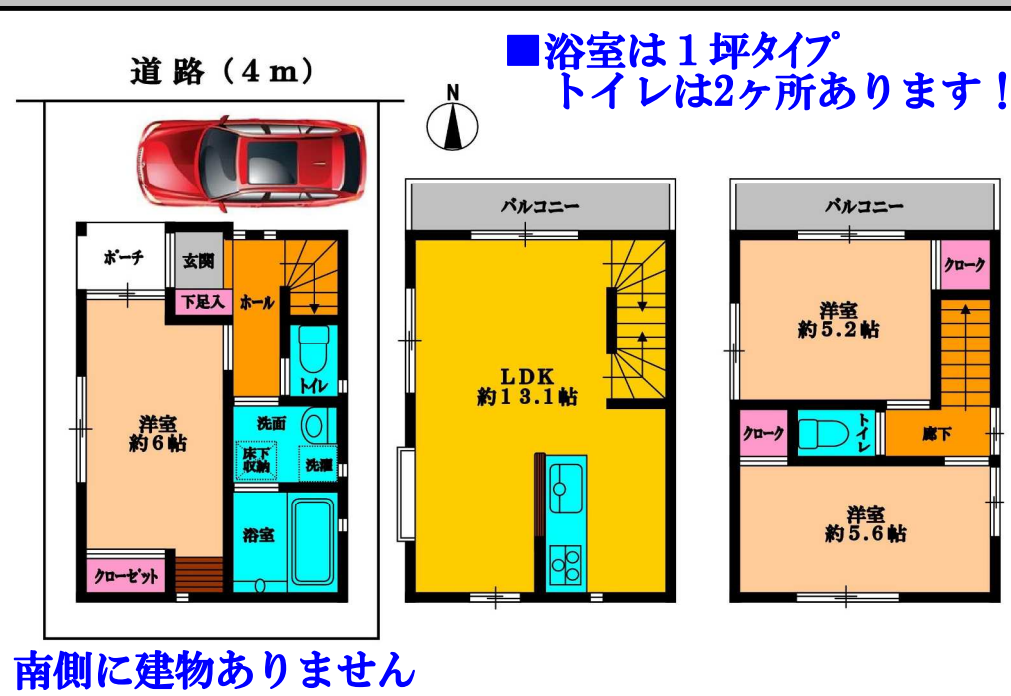 ■浴室は1坪タイプ
トイレは2ヶ所あります！
道路（4m）
N
ポーチ
玄関
下足入
ホール
トイレ
洋室
約6帖
洗面
床下
収納
洗濯
浴室
クローゼット
バルコニー
LDK
約13.1帖
バルコニー
クローク
洋室
約5.2帖
クローク
トイレ
廊下
洋室
約5.6帖
南側に建物ありません